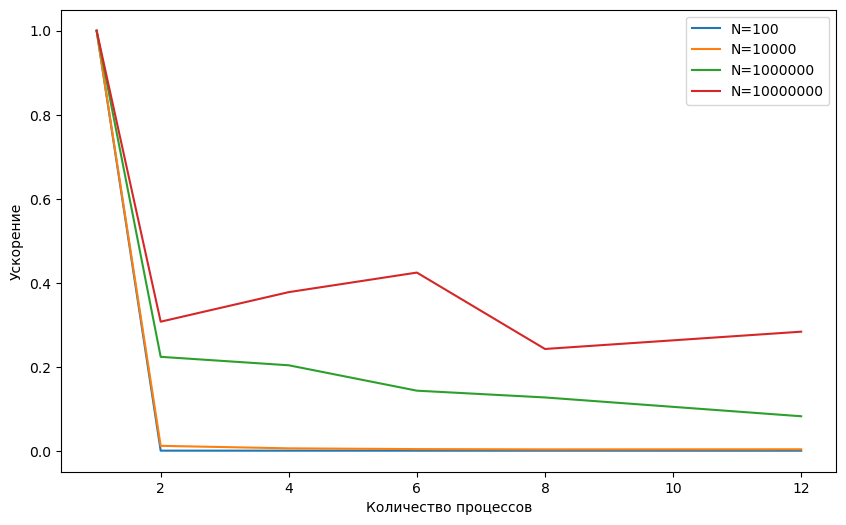 1.0
0.8
0.6
0.4
0.2
0.0
Ускорение
N=100
N=10000
N=1000000
N=10000000
2 4 6 8 10 12
Количество процессов